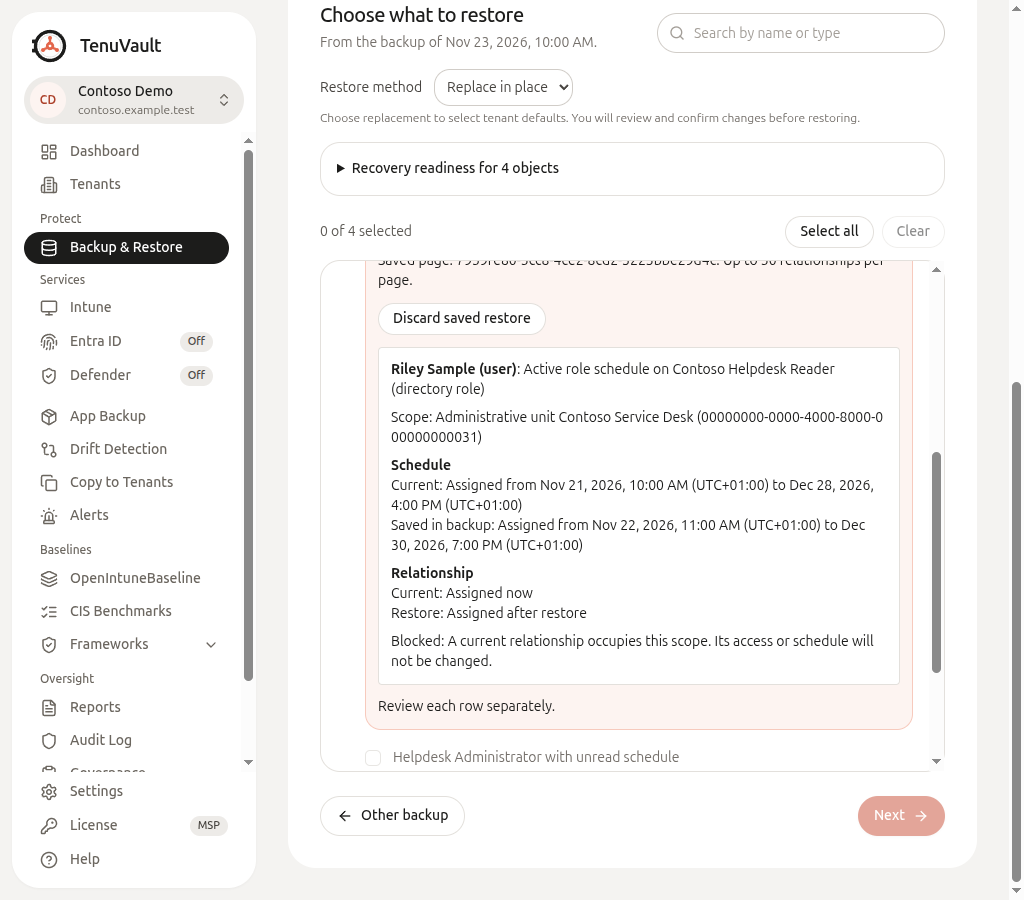 TenuVault
CD
Contoso Demo
contoso.example.test
Dashboard
Tenants
Protect
Backup & Restore
Services
Intune
Entra ID
Off
Defender
Off
App Backup
Drift Detection
Copy to Tenants
Alerts
Baselines
OpenIntuneBaseline
CIS Benchmarks
Frameworks
Oversight
Reports
Audit Log
Governance
Settings
License
MSP
Help
Choose what to restore
From the backup of Nov 23, 2026, 10:00 AM.
Search by name or type
Restore method
Replace in place
Choose replacement to select tenant defaults. You will review and confirm changes before restoring.
Recovery readiness for 4 objects
0 of 4 selected
Select all
Clear
page.
Discard saved restore
Riley Sample (user): Active role schedule on Contoso Helpdesk Reader
(directory role)
Scope: Administrative unit Contoso Service Desk (00000000-0000-4000-8000-0
00000000031)
Schedule
Current: Assigned from Nov 21, 2026, 10:00 AM (UTC+01:00) to Dec 28, 2026,
4:00 PM (UTC+01:00)
Saved in backup: Assigned from Nov 22, 2026, 11:00 AM (UTC+01:00) to Dec
30, 2026, 7:00 PM (UTC+01:00)
Relationship
Current: Assigned now
Restore: Assigned after restore
Blocked: A current relationship occupies this scope. Its access or schedule will
not be changed.
Review each row separately.
Helpdesk Administrator with unread schedule
Other backup
Next